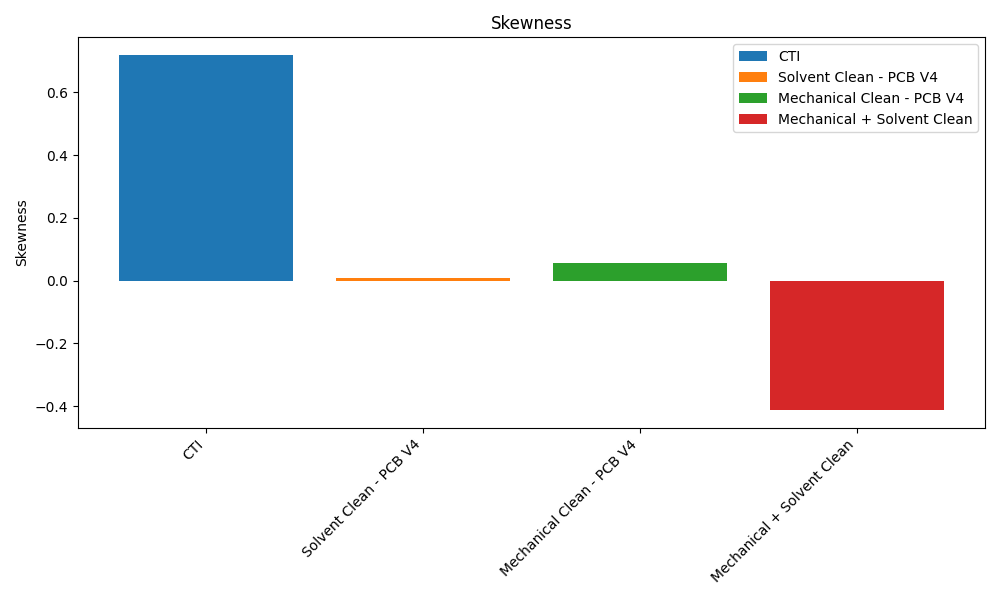 Skewness
CTI
Solvent Clean - PCB V4
Mechanical Clean - PCB V4
Mechanical + Solvent Clean
Skewness
0.6
0.4
0.2
0.0
−0.2
−0.4
CTI
Solvent Clean - PCB V4
Mechanical Clean - PCB V4
Mechanical + Solvent Clean